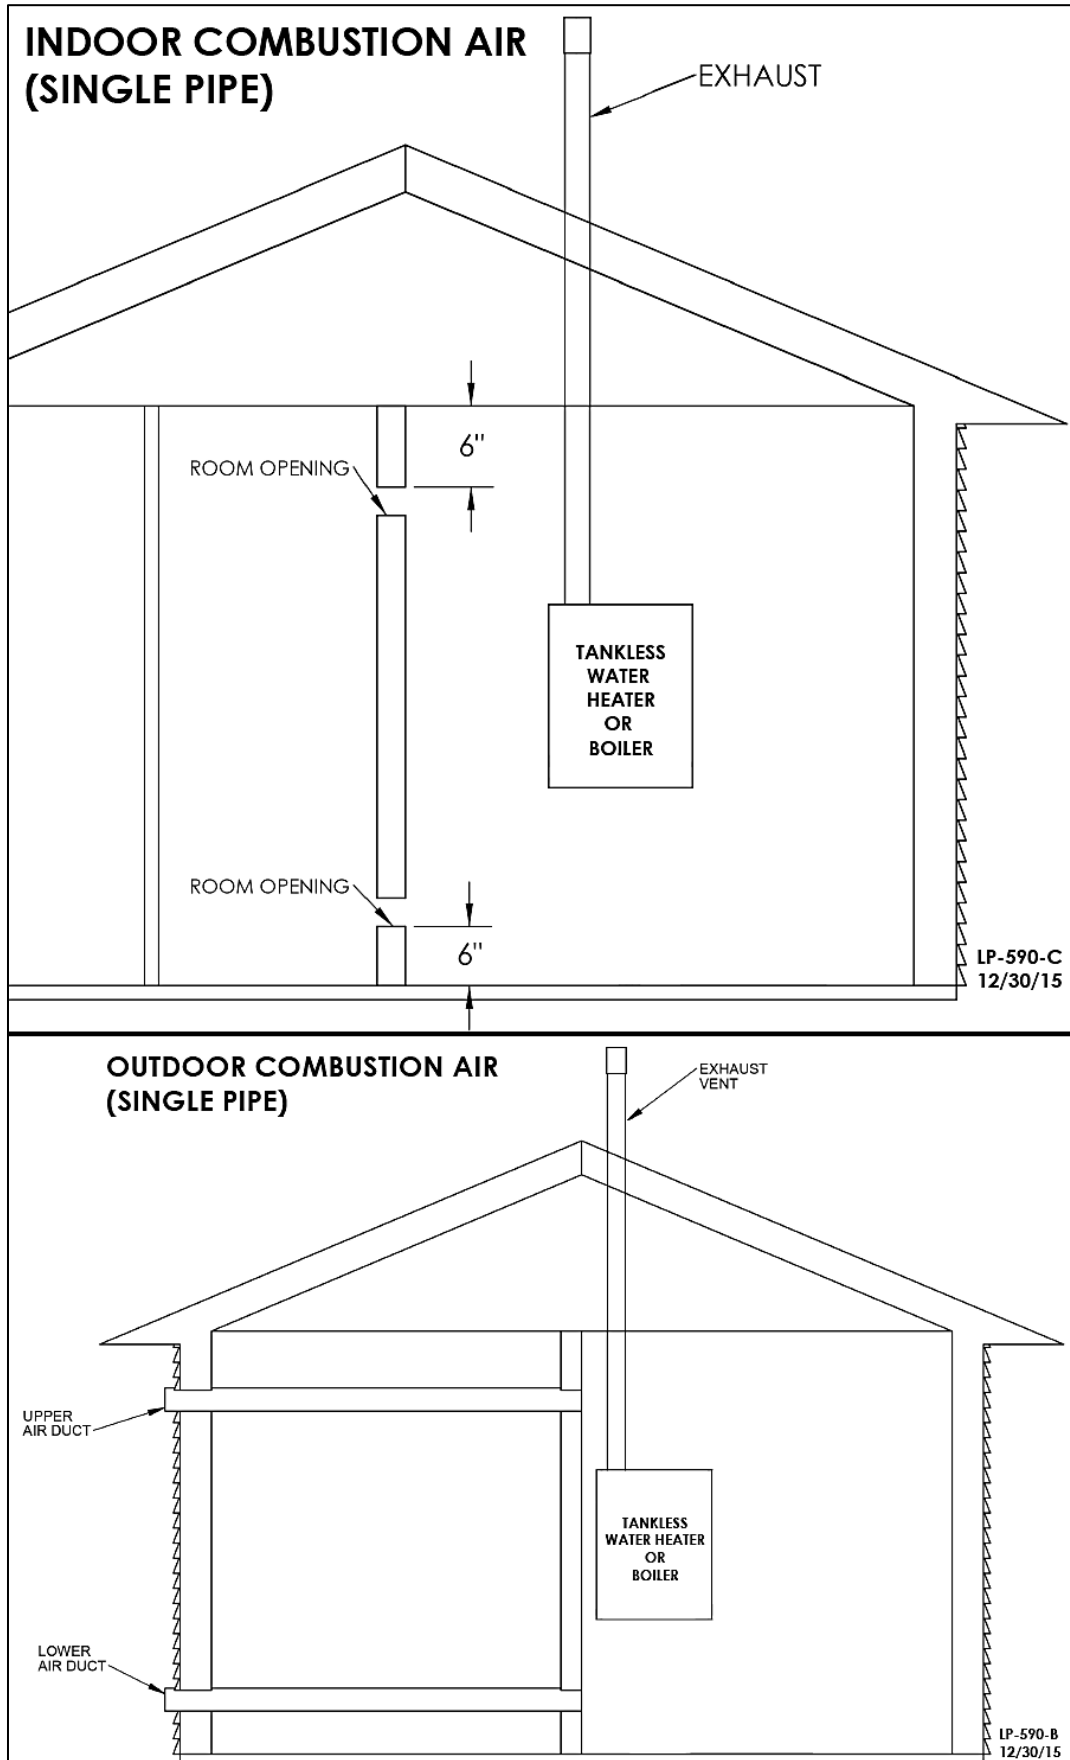 INDOOR COMBUSTION AIR
(SINGLE PIPE)
EXHAUST
6"
ROOM OPENING
TANKLESS
WATER
HEATER
OR
BOILER
ROOM OPENING
6"
LP-590-C
12/30/15
OUTDOOR COMBUSTION AIR
(SINGLE PIPE)
EXHAUST
VENT
UPPER
AIR DUCT
TANKLESS
WATER HEATER
OR
BOILER
LOWER
AIR DUCT
LP-590-B
12/30/15